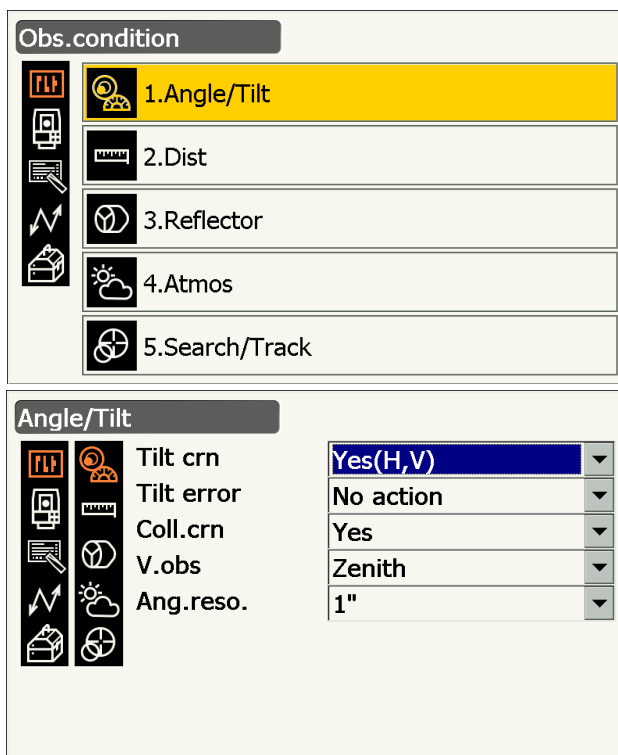 Obs.condition
1.Angle/Tilt
2.Dist
3.Reflector
4.Atmos
5.Search/Track
Angle/Tilt
Tilt crn Yes(H,V)
Tilt error No action
Coll.crn Yes
V.obs Zenith
Ang.reso. 1"